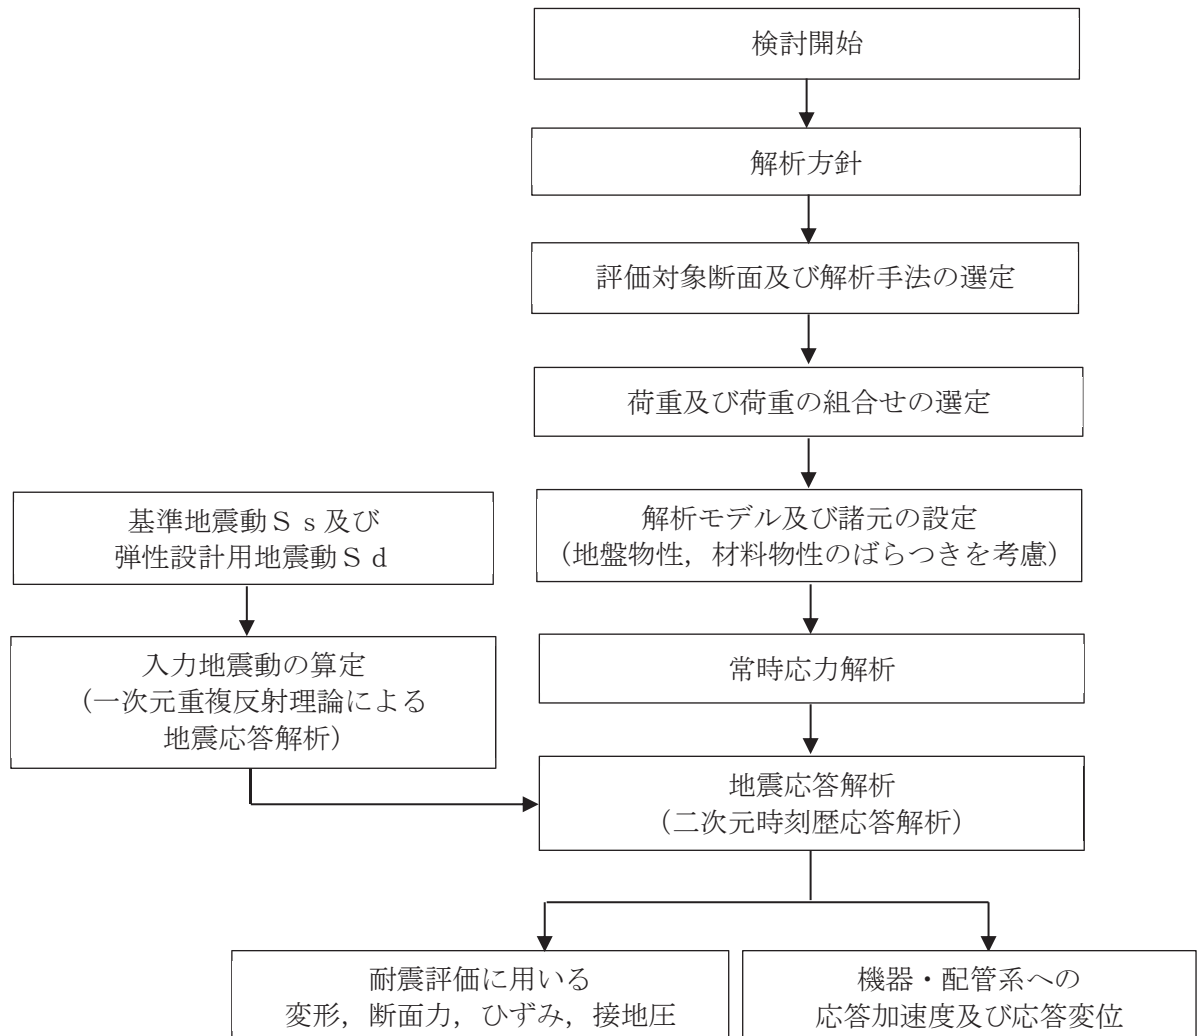 検討開始
解析方針
評価対象断面及び解析手法の選定
荷重及び荷重の組合せの選定
基準地震動Ｓｓ及び
弾性設計用地震動Ｓｄ
解析モデル及び諸元の設定
（地盤物性，材料物性のばらつきを考慮）
入力地震動の算定
（一次元重複反射理論による
地震応答解析）
常時応力解析
地震応答解析
（二次元時刻歴応答解析）
耐震評価に用いる
変形，断面力，ひずみ，接地圧
機器・配管系への
応答加速度及び応答変位